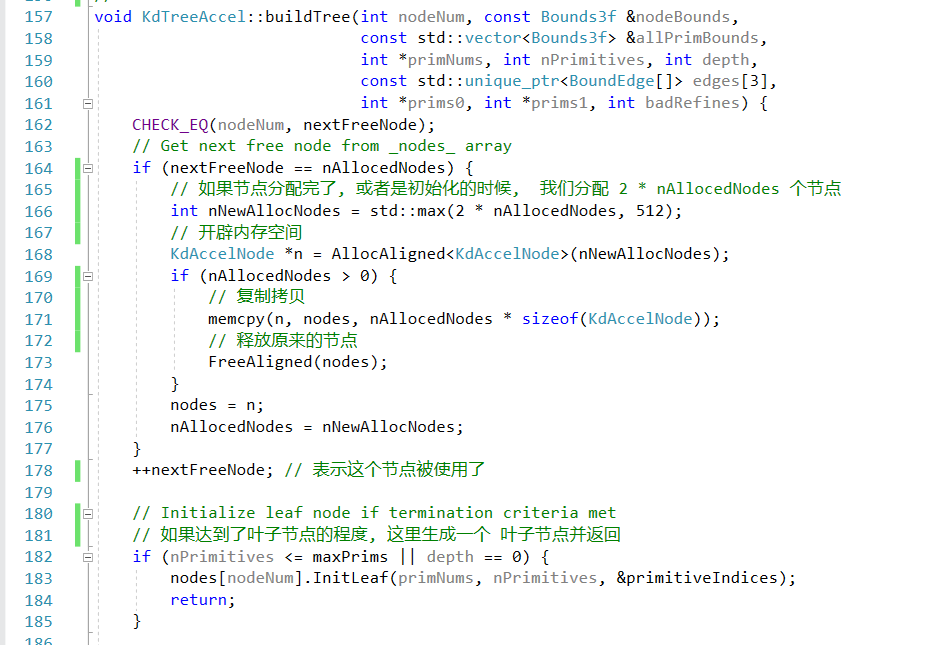 157 void KdTreeAccel::buildTree(int nodeNum, const Bounds3f &nodeBounds,
158 const std::vector<Bounds3f> &allPrimBounds,
159 int *primNums, int nPrimitives, int depth,
160 const std::unique_ptr<BoundEdge[]> edges[3],
161 int *prims0, int *prims1, int badRefines) {
162 CHECK_EQ(nodeNum, nextFreeNode);
163 // Get next free node from _nodes_ array
164 if (nextFreeNode == nAllocedNodes) {
165 // 如果节点分配完了, 或者是初始化的时候, 我们分配 2 * nAllocedNodes 个节点
166 int nNewAllocNodes = std::max(2 * nAllocedNodes, 512);
167 // 开辟内存空间
168 KdAccelNode *n = AllocAligned<KdAccelNode>(nNewAllocNodes);
169 if (nAllocedNodes > 0) {
170 // 复制拷贝
171 memcpy(n, nodes, nAllocedNodes * sizeof(KdAccelNode));
172 // 释放原来的节点
173 FreeAligned(nodes);
174 }
175 nodes = n;
176 nAllocedNodes = nNewAllocNodes;
177 }
178 ++nextFreeNode; // 表示这个节点被使用了
179
180 // Initialize leaf node if termination criteria met
181 // 如果达到了叶子节点的程度, 这里生成一个 叶子节点并返回
182 if (nPrimitives <= maxPrims || depth == 0) {
183 nodes[nodeNum].InitLeaf(primNums, nPrimitives, &primitiveIndices);
184 return;
185 }
186